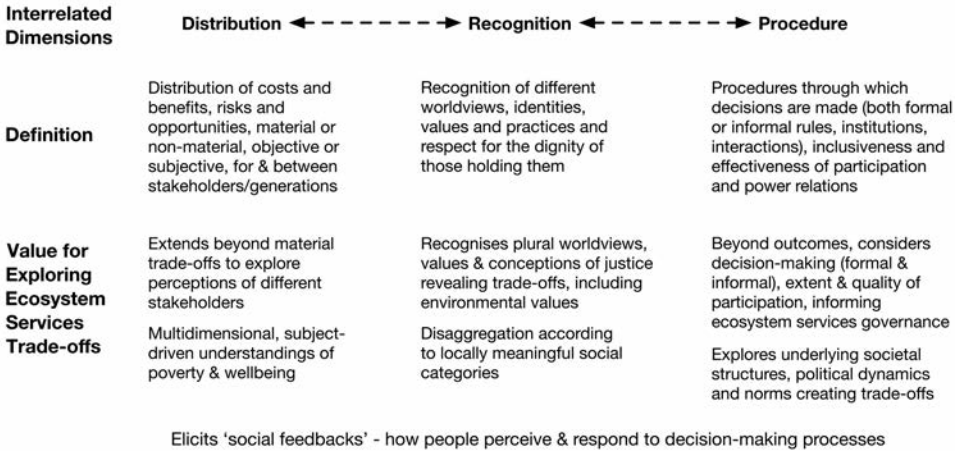 Interrelated
Dimensions
Distribution Recognition Procedure
Definition
Distribution of costs and
benefits, risks and
opportunities, material or
non-material, objective or
subjective, for & between
stakeholders/generations
Recognition of different
worldviews, identities,
values and practices and
respect for the dignity of
those holding them
Procedures through which
decisions are made (both formal
or informal rules, institutions,
interactions), inclusiveness and
effectiveness of participation
and power relations
Value for
Exploring
Ecosystem
Services
Trade-offs
Extends beyond material
trade-offs to explore
perceptions of different
stakeholders
Multidimensional, subject-
driven understandings of
poverty & wellbeing
Recognises plural worldviews,
values & conceptions of justice
revealing trade-offs, including
environmental values
Disaggregation according
to locally meaningful social
categories
Beyond outcomes, considers
decision-making (formal &
informal), extent & quality of
participation, informing
ecosystem services governance
Explores underlying societal
structures, political dynamics
and norms creating trade-offs
Elicits ‘social feedbacks’ - how people perceive & respond to decision-making processes